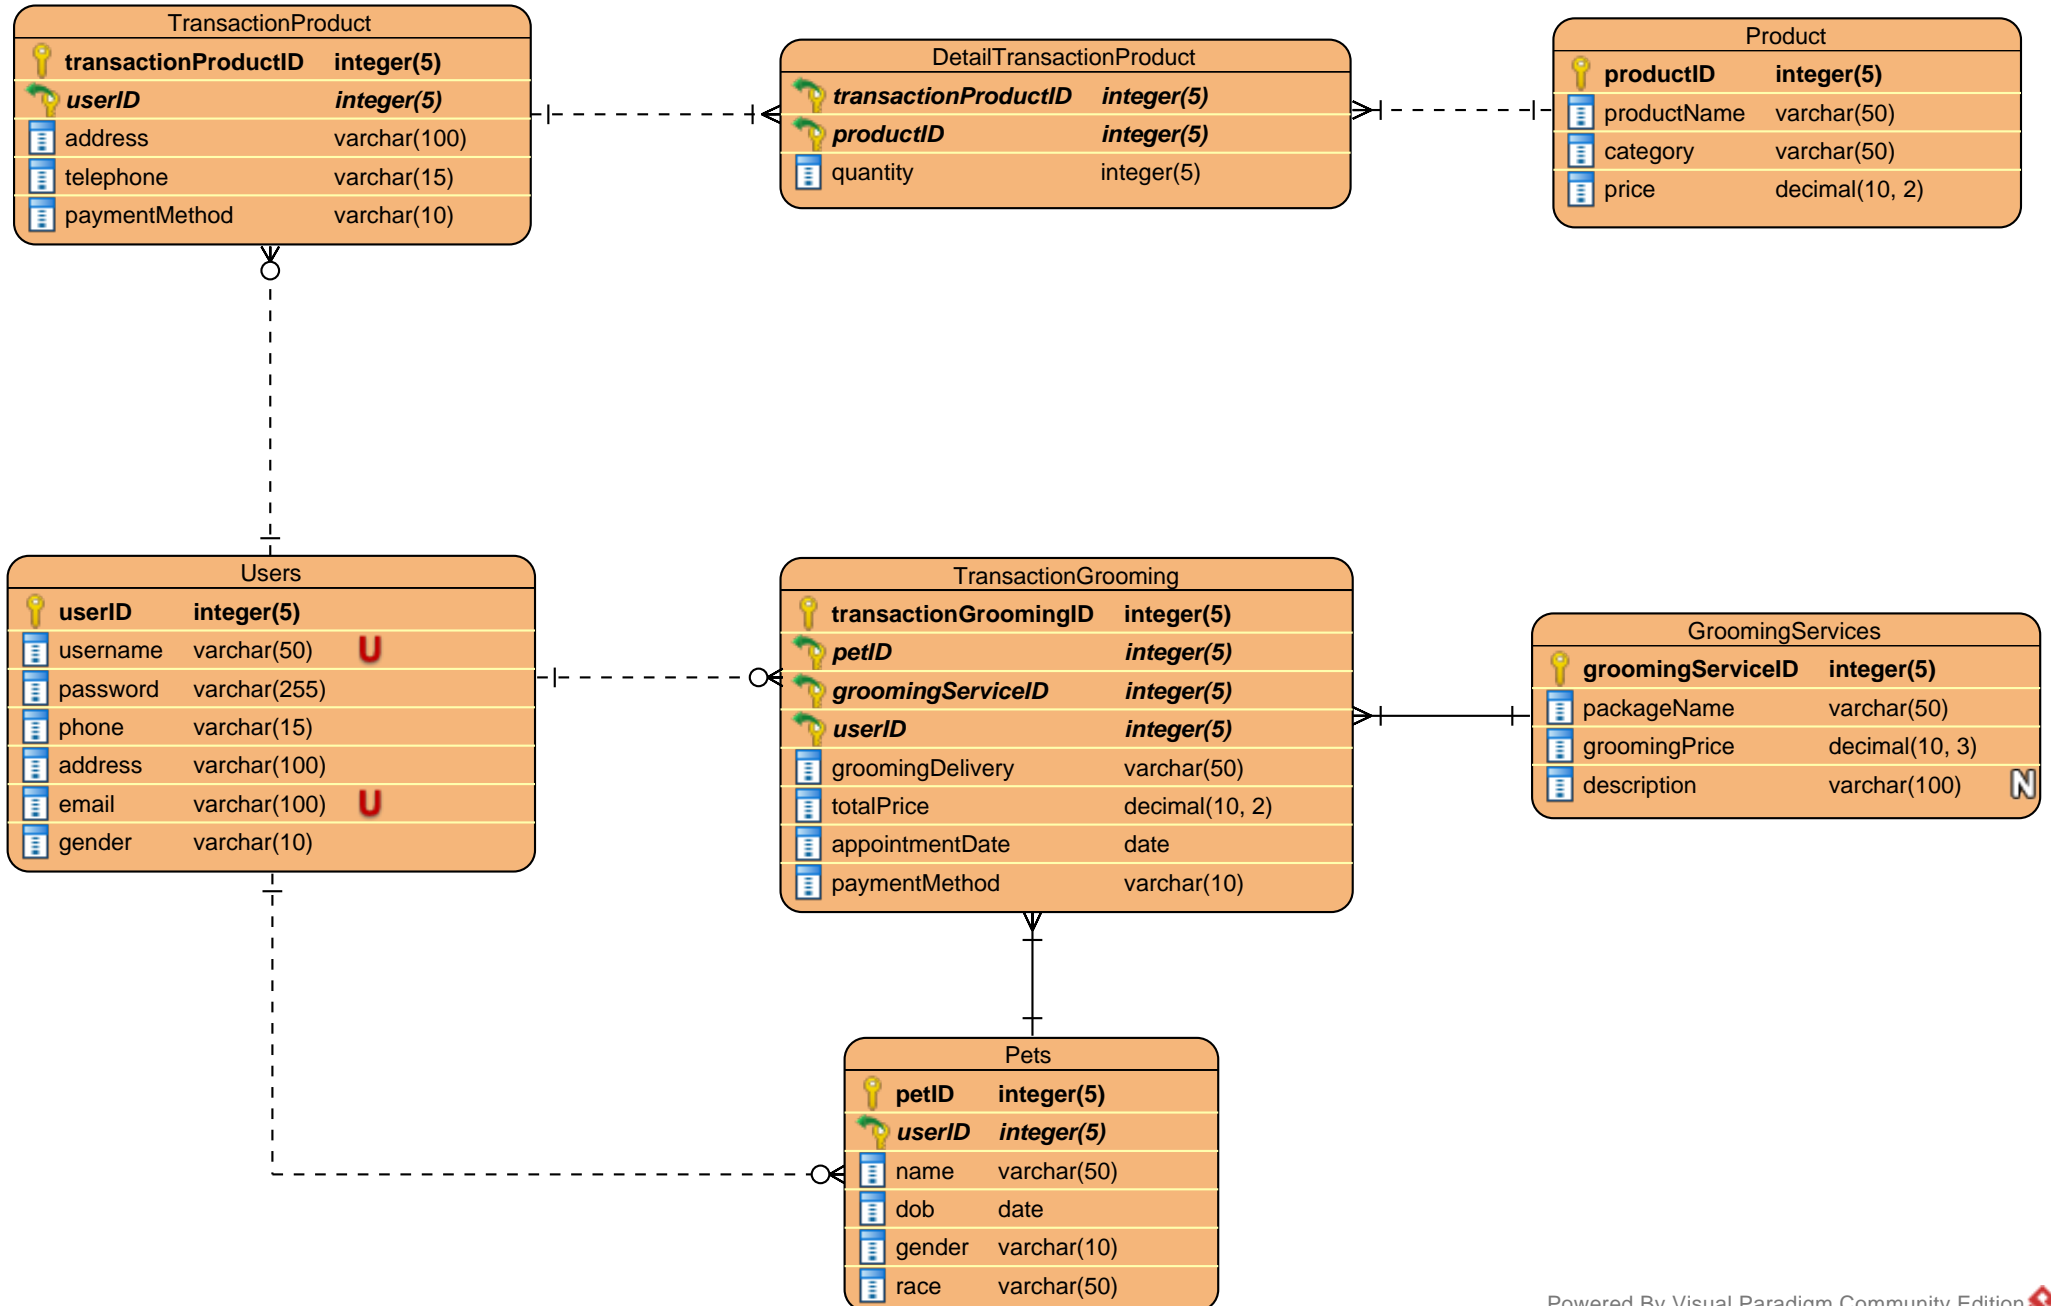 TransactionProduct
transactionProductID integer(5)
userID integer(5)
address varchar(100)
telephone varchar(15)
paymentMethod varchar(10)
DetailTransactionProduct
transactionProductID integer(5)
productID integer(5)
quantity integer(5)
Product
productID integer(5)
productName varchar(50)
category varchar(50)
price decimal(10, 2)
Users
userID integer(5)
username varchar(50) U
password varchar(255)
phone varchar(15)
address varchar(100)
email varchar(100) U
gender varchar(10)
TransactionGrooming
transactionGroomingID integer(5)
petID integer(5)
groomingServiceID integer(5)
userID integer(5)
groomingDelivery varchar(50)
totalPrice decimal(10, 2)
appointmentDate date
paymentMethod varchar(10)
GroomingServices
groomingServiceID integer(5)
packageName varchar(50)
groomingPrice decimal(10, 3)
description varchar(100) N
Pets
petID integer(5)
userID integer(5)
name varchar(50)
dob date
gender varchar(10)
race varchar(50)
Powered By Visual Paradigm Community Edition